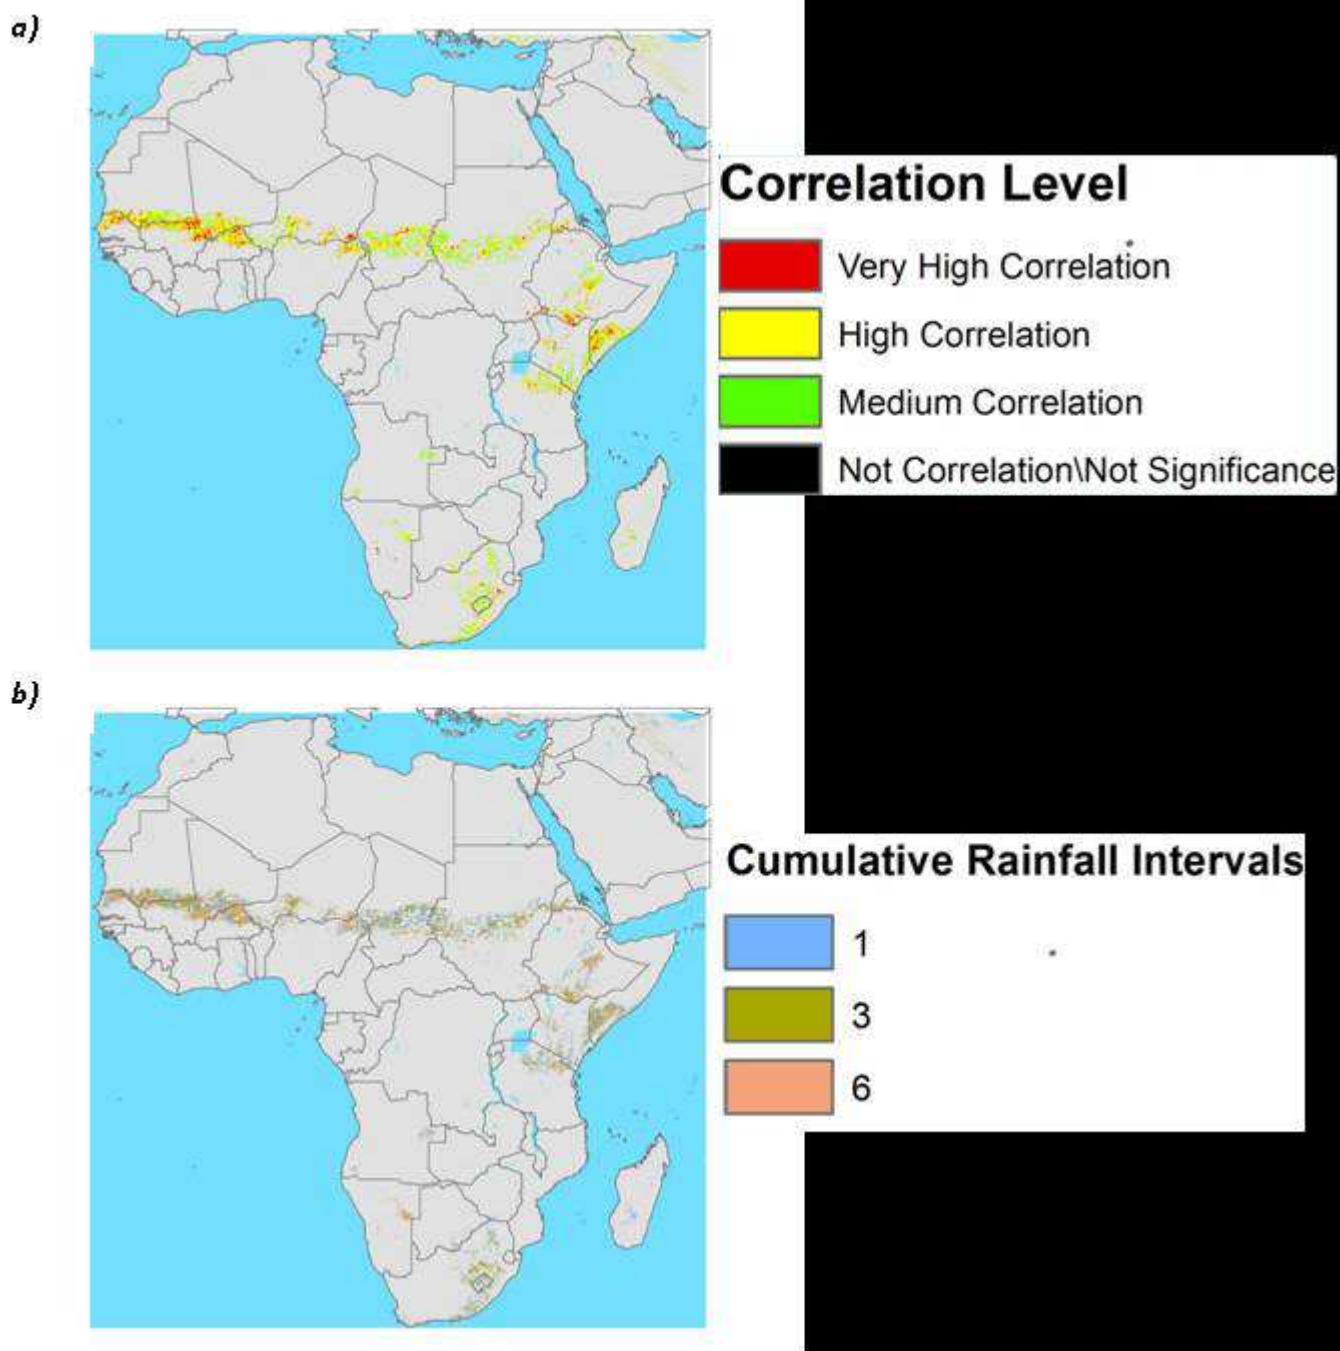 a)
Correlation Level
Very High Correlation
High Correlation
Medium Correlation
Not Correlation\Not Significance
b)
Cumulative Rainfall Intervals
1
3
6